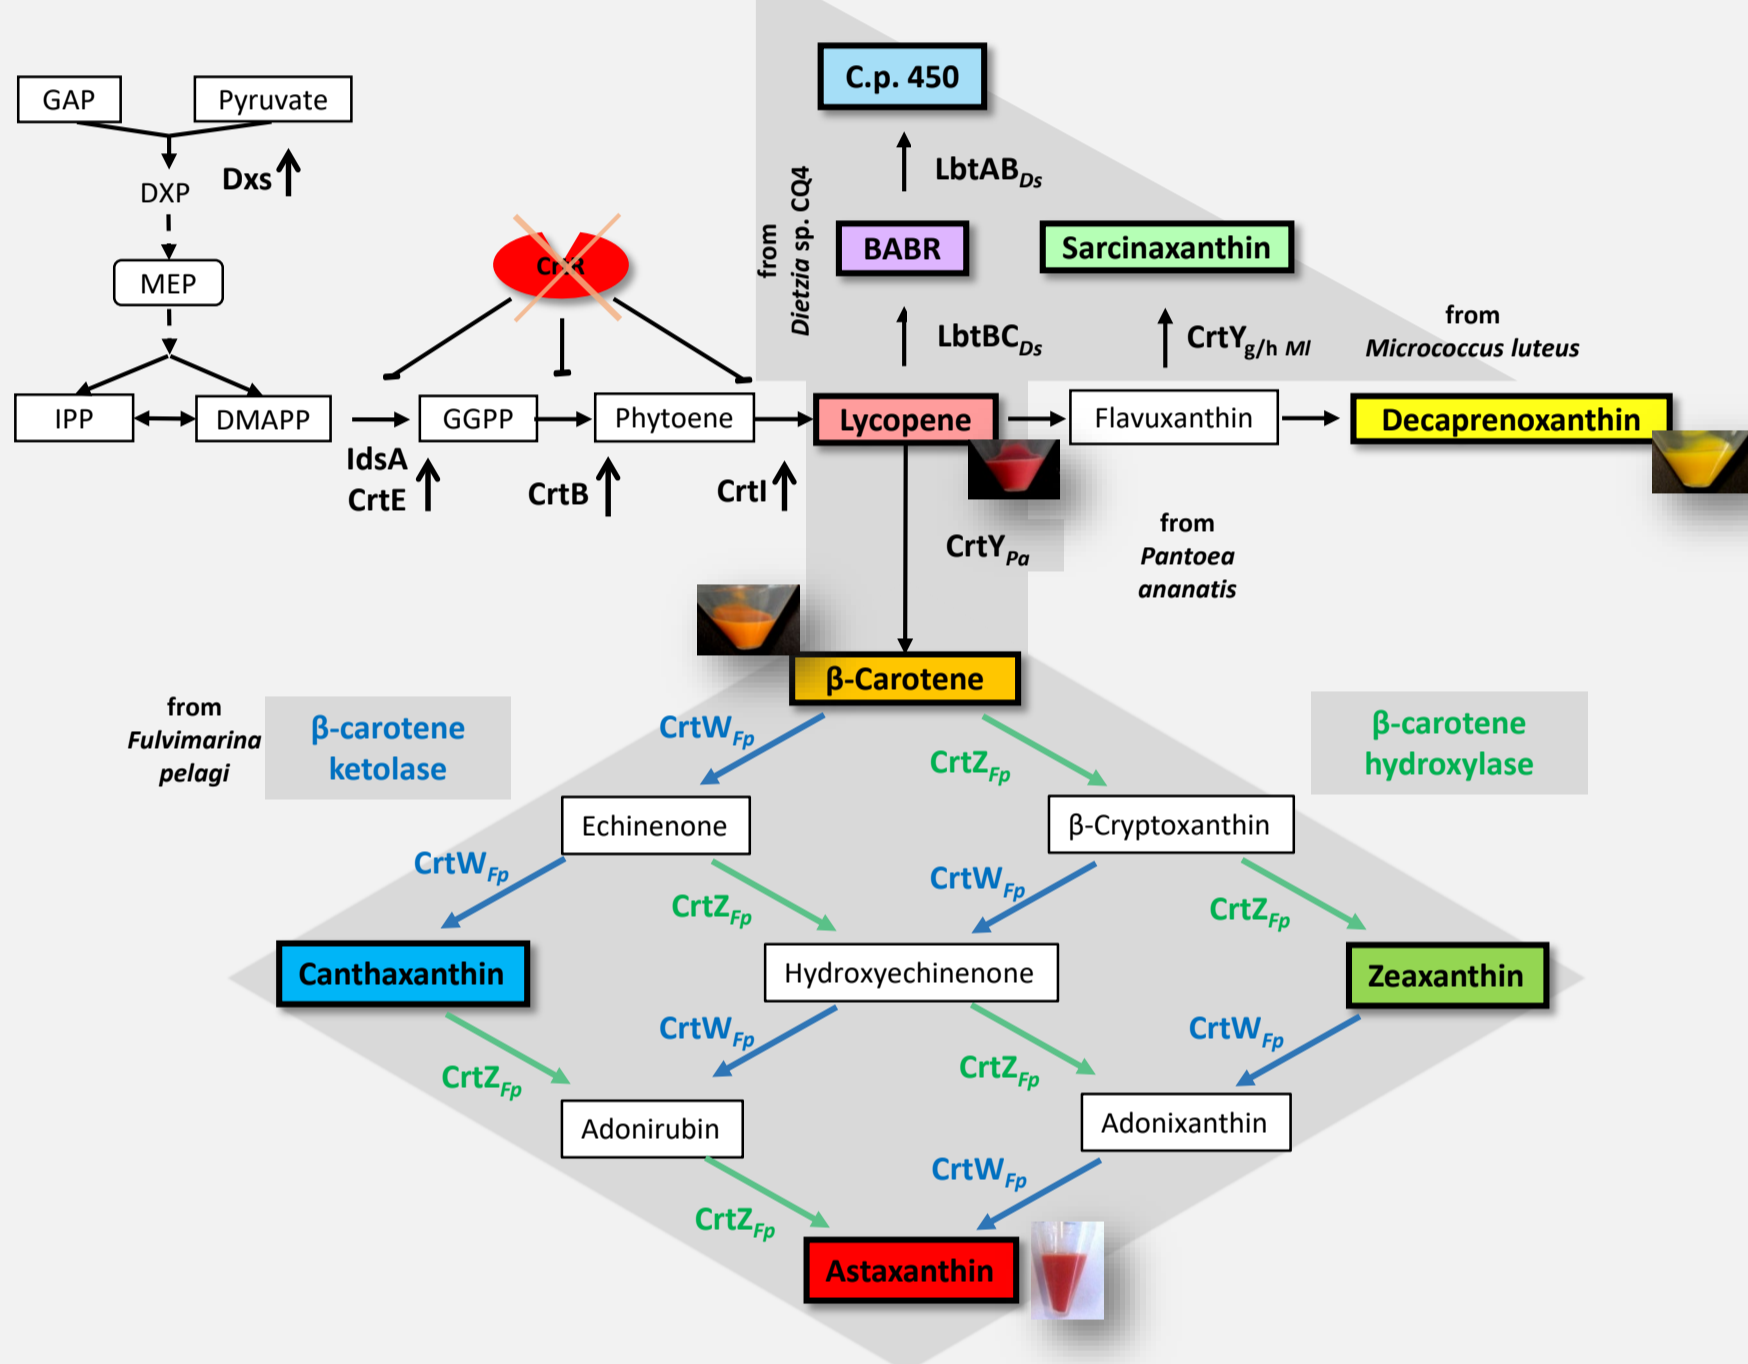 C.p. 450
GAP
Pyruvate
LbtAB Ds
DXP
Dxs
from
Dietzia sp. CQ4
BABR
Sarcinaxanthin
CrtR
MEP
LbtBC Ds
CrtY g/h Ml
from
Micrococcus luteus
IPP
DMAPP
GGPP
Phytoene
Lycopene
Flavuxanthin
Decaprenoxanthin
IdsA
CrtE
CrtB
CrtI
CrtY Pa
from
Pantoea
ananatis
β-Carotene
from
Fulvimarina
pelagi
β-carotene
ketolase
CrtW Fp
CrtZ Fp
β-carotene
hydroxylase
Echinenone
β-Cryptoxanthin
CrtW Fp
CrtZ Fp
CrtW Fp
CrtZ Fp
Canthaxanthin
Hydroxyechinenone
Zeaxanthin
CrtZ Fp
CrtW Fp
CrtZ Fp
CrtW Fp
Adonirubin
Adonixanthin
CrtZ Fp
CrtW Fp
Astaxanthin